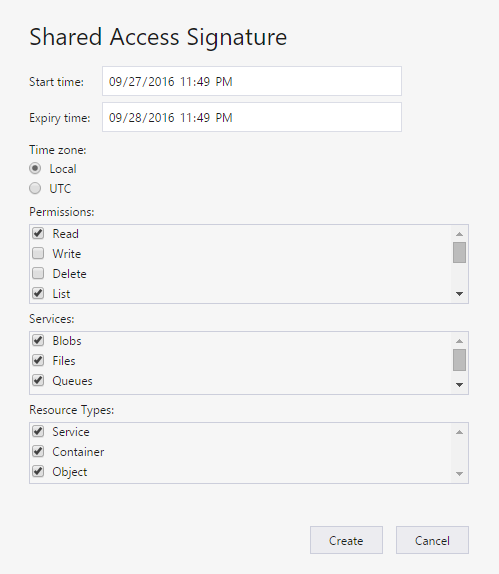 Shared Access Signature
Start time: 09/27/2016 11:49 PM
Expiry time: 09/28/2016 11:49 PM
Time zone:
Local
UTC
Permissions:
Read
Write
Delete
List
Services:
Blobs
Files
Queues
Resource Types:
Service
Container
Object
Create Cancel